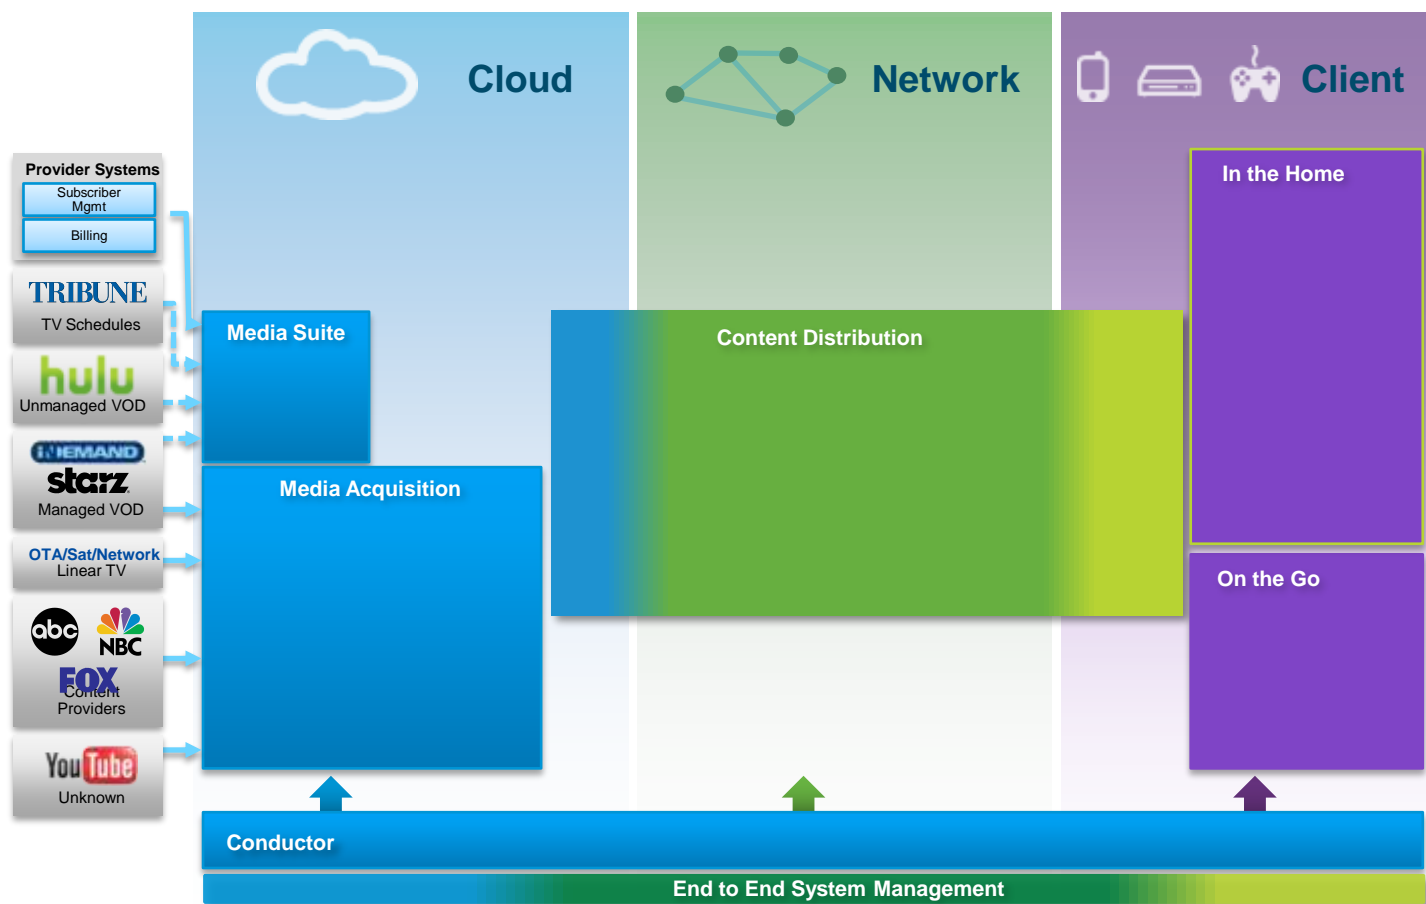 Cloud
Network
Client
Provider Systems
Subscriber
Mgmt
Billing
TRIBUNE
TV Schedules
hulu
Unmanaged VOD
iNDEMAND
starz
Managed VOD
OTA/Sat/Network
Linear TV
abc
NBC
FOX
Content
Providers
YouTube
Unknown
Media Suite
Media Acquisition
Content Distribution
In the Home
On the Go
Conductor
End to End System Management